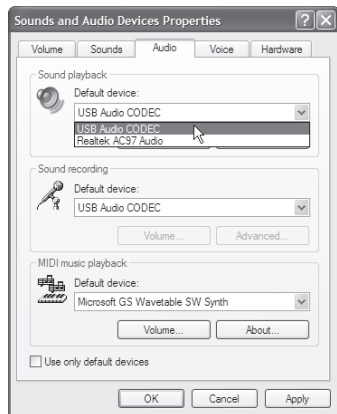 Sounds and Audio Devices Properties
Volume Sounds Audio Voice Hardware
Sound playback
Default device:
USB Audio CODEC
USB Audio CODEC
Realtek AC97 Audio
Sound recording
Default device:
USB Audio CODEC
Volume... Advanced...
MIDI music playback
Default device:
Microsoft GS Wavetable SW Synth
Volume... About...
Use only default devices
OK Cancel Apply